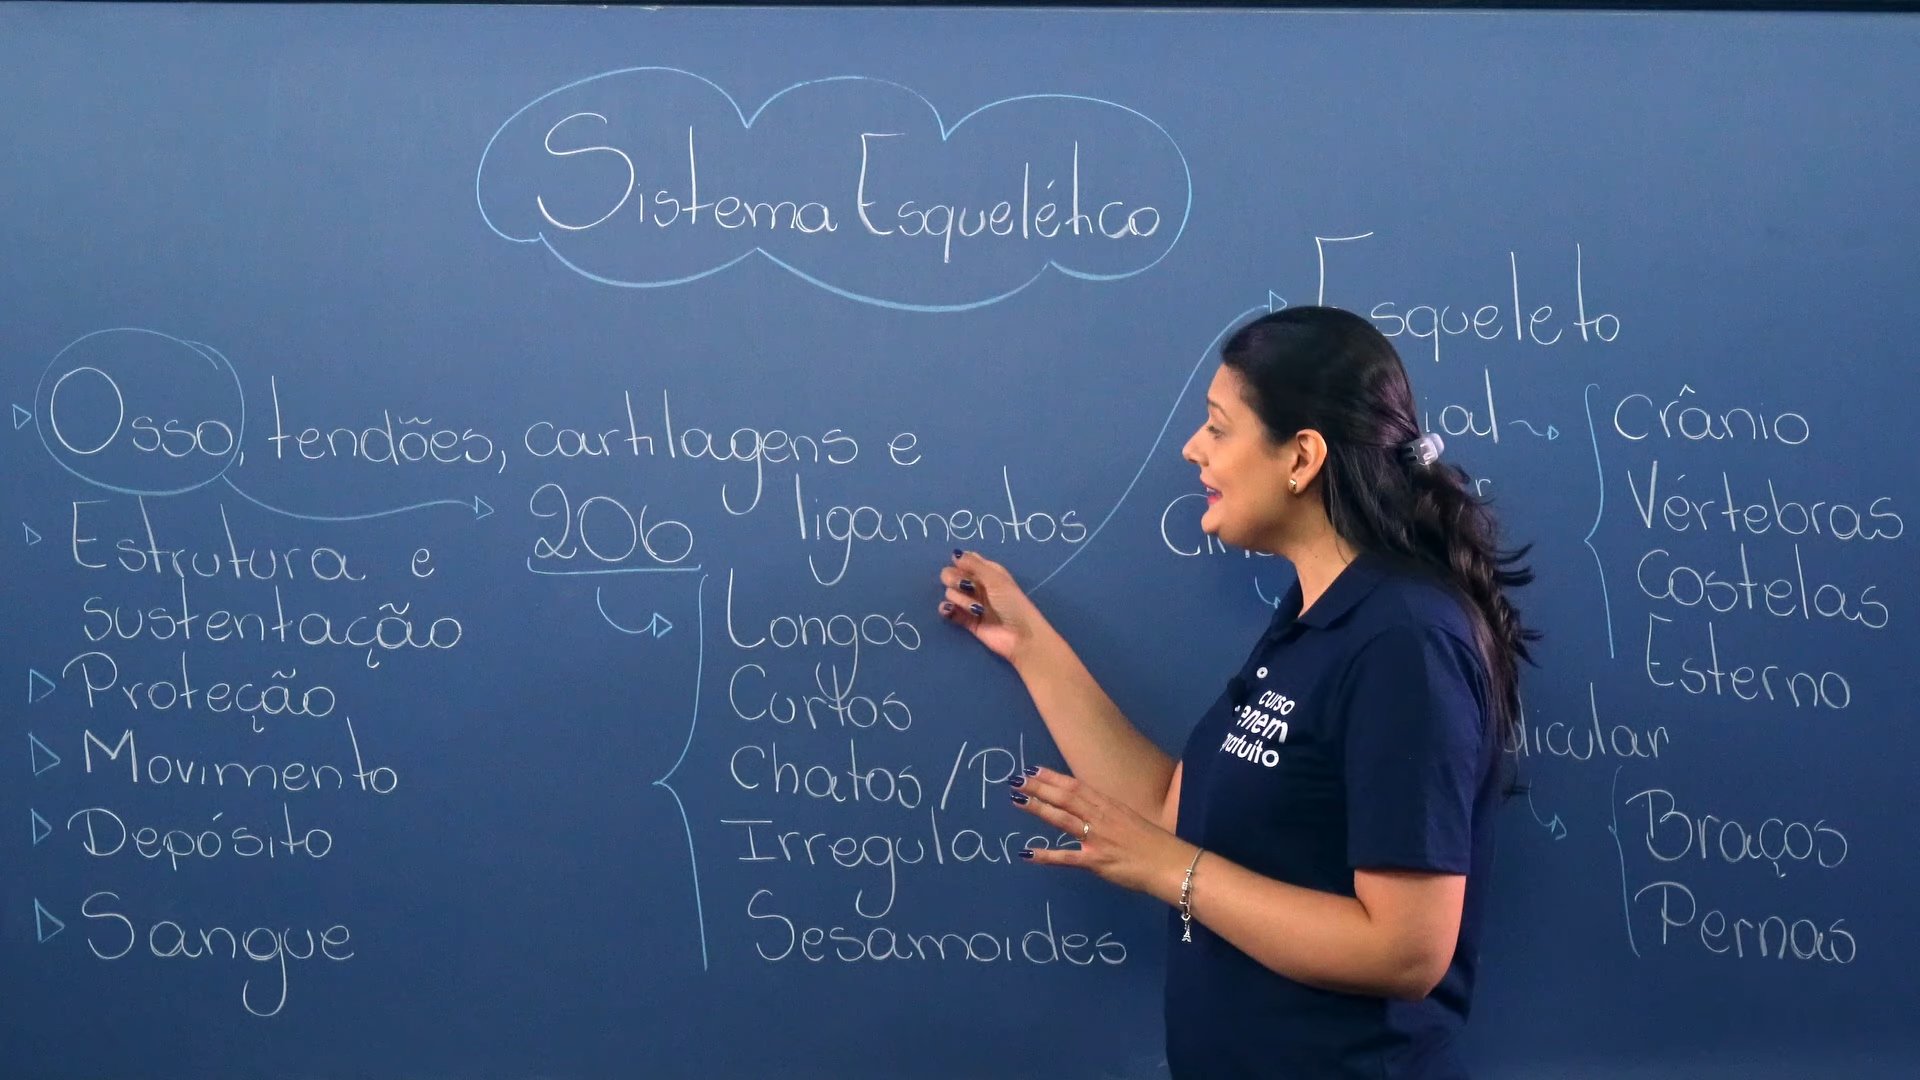 Sistema Esquelético
Osso, tendões, cartilagens e
ligamentos
Estrutura e
sustentação
Proteção
Movimento
Depósito
Sangue
206
Longos
Curtos
Chatos /
Irregulares
Sesamoides
Esqueleto
Crânio
Vértebras
Costelas
Esterno
Braços
Pernas
curso
enem
gratuito